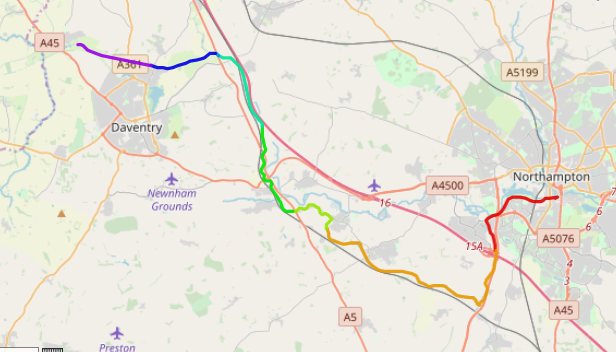 A45
A361
A5199
Daventry
Northampton
Newnham
Grounds
A4500
16
7
6
6
15A
A5076
4
3
A5
A45
Preston